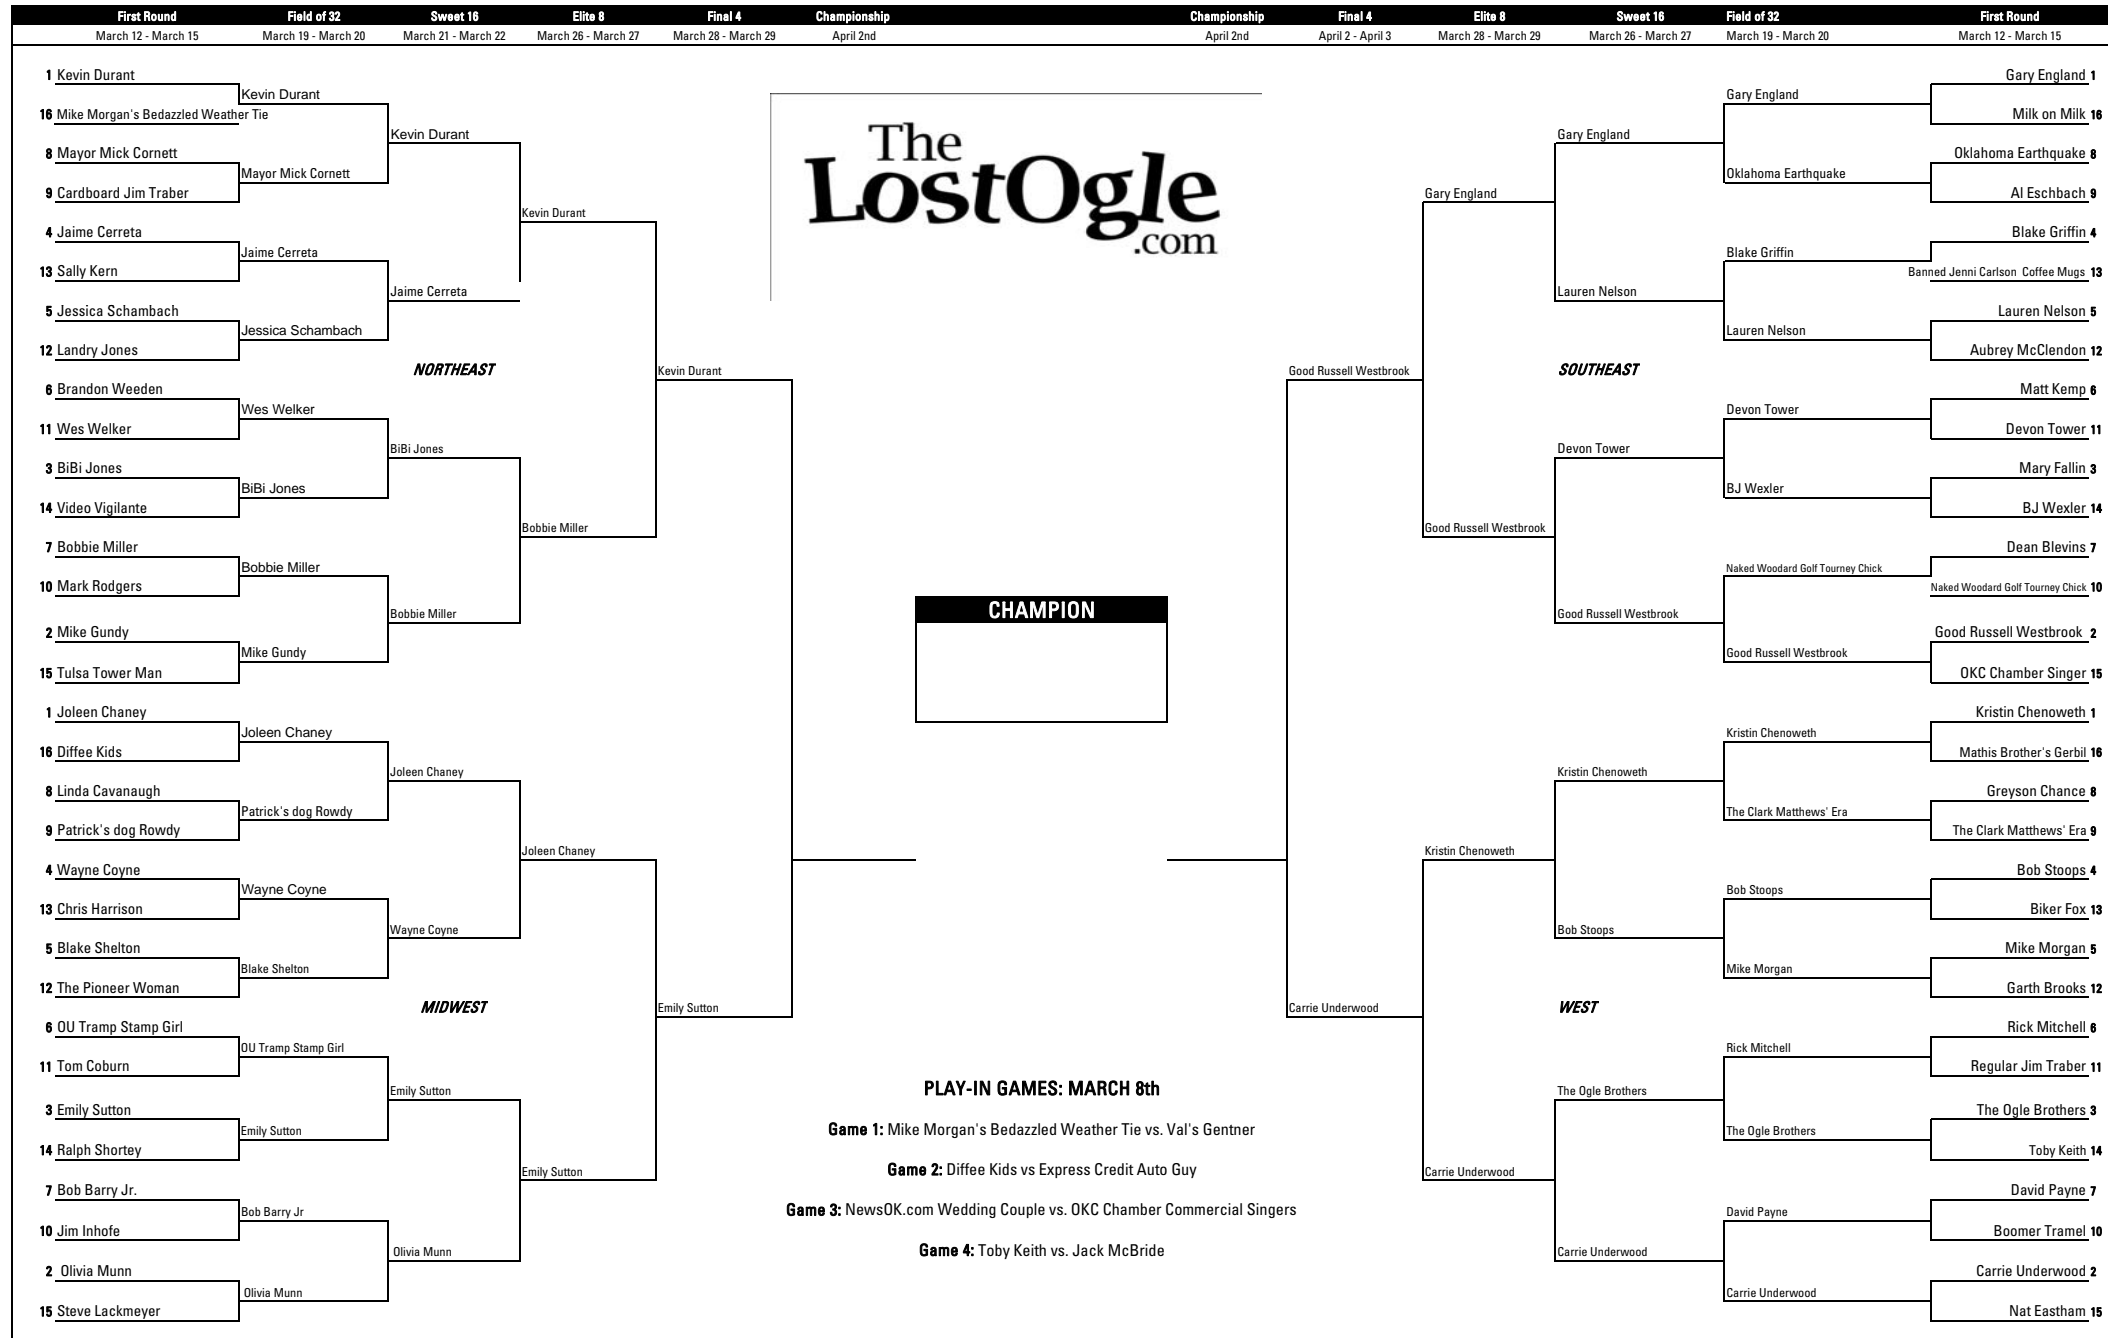 First Round Field of 32 Sweet 16 Elite 8 Final 4 Championship Championship Final 4 Elite 8 Sweet 16 Field of 32 First Round
March 12 - March 15 March 19 - March 20 March 21 - March 22 March 26 - March 27 March 28 - March 29 April 2nd April 2nd April 2 - April 3 March 28 - March 29 March 26 - March 27 March 19 - March 20 March 12 - March 15
1 Kevin Durant
16 Mike Morgan's Bedazzled Weather Tie
8 Mayor Mick Cornett
9 Cardboard Jim Traber
4 Jaime Cerreta
13 Sally Kern
5 Jessica Schambach
12 Landry Jones
6 Brandon Weeden
11 Wes Welker
3 BiBi Jones
14 Video Vigilante
7 Bobbie Miller
10 Mark Rodgers
2 Mike Gundy
15 Tulsa Tower Man
1 Joleen Chaney
16 Diffee Kids
8 Linda Cavanaugh
9 Patrick's dog Rowdy
4 Wayne Coyne
13 Chris Harrison
5 Blake Shelton
12 The Pioneer Woman
6 OU Tramp Stamp Girl
11 Tom Coburn
3 Emily Sutton
14 Ralph Shortey
7 Bob Barry Jr.
10 Jim Inhofe
2 Olivia Munn
15 Steve Lackmeyer
Kevin Durant
Mayor Mick Cornett
Jaime Cerreta
Jessica Schambach
Wes Welker
BiBi Jones
Bobbie Miller
Mike Gundy
Joleen Chaney
Patrick's dog Rowdy
Wayne Coyne
Blake Shelton
OU Tramp Stamp Girl
Emily Sutton
Bob Barry Jr
Olivia Munn
Kevin Durant
Jaime Cerreta
NORTHEAST
BiBi Jones
Bobbie Miller
Joleen Chaney
Wayne Coyne
MIDWEST
Emily Sutton
Olivia Munn
Kevin Durant
Bobbie Miller
Joleen Chaney
Emily Sutton
Kevin Durant
Emily Sutton
The
LostOgle
.com
CHAMPION
PLAY-IN GAMES: MARCH 8th
Game 1: Mike Morgan's Bedazzled Weather Tie vs. Val's Gentner
Game 2: Diffee Kids vs Express Credit Auto Guy
Game 3: NewsOK.com Wedding Couple vs. OKC Chamber Commercial Singers
Game 4: Toby Keith vs. Jack McBride
Good Russell Westbrook
Carrie Underwood
Gary England
Good Russell Westbrook
Kristin Chenoweth
Carrie Underwood
Gary England
Lauren Nelson
SOUTHEAST
Devon Tower
Good Russell Westbrook
Kristin Chenoweth
Bob Stoops
WEST
The Ogle Brothers
Carrie Underwood
Gary England
Oklahoma Earthquake
Blake Griffin
Lauren Nelson
Devon Tower
BJ Wexler
Naked Woodard Golf Tourney Chick
Good Russell Westbrook
Kristin Chenoweth
The Clark Matthews' Era
Bob Stoops
Mike Morgan
Rick Mitchell
The Ogle Brothers
David Payne
Carrie Underwood
Gary England 1
Milk on Milk 16
Oklahoma Earthquake 8
Al Eschbach 9
Blake Griffin 4
Banned Jenni Carlson Coffee Mugs 13
Lauren Nelson 5
Aubrey McClendon 12
Matt Kemp 6
Devon Tower 11
Mary Fallin 3
BJ Wexler 14
Dean Blevins 7
Naked Woodard Golf Tourney Chick 10
Good Russell Westbrook 2
OKC Chamber Singer 15
Kristin Chenoweth 1
Mathis Brother's Gerbil 16
Greyson Chance 8
The Clark Matthews' Era 9
Bob Stoops 4
Biker Fox 13
Mike Morgan 5
Garth Brooks 12
Rick Mitchell 6
Regular Jim Traber 11
The Ogle Brothers 3
Toby Keith 14
David Payne 7
Boomer Tramel 10
Carrie Underwood 2
Nat Eastham 15